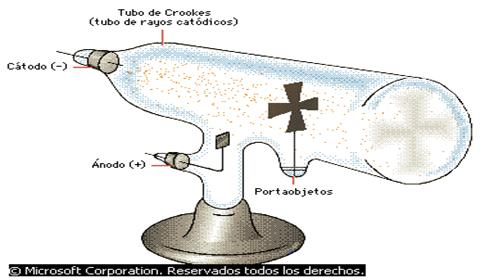 Tubo de Crookes
(tubo de rayos catódicos)
Cátodo (-)
Ánodo (+)
Portaobjetos
© Microsoft Corporation. Reservados todos los derechos.